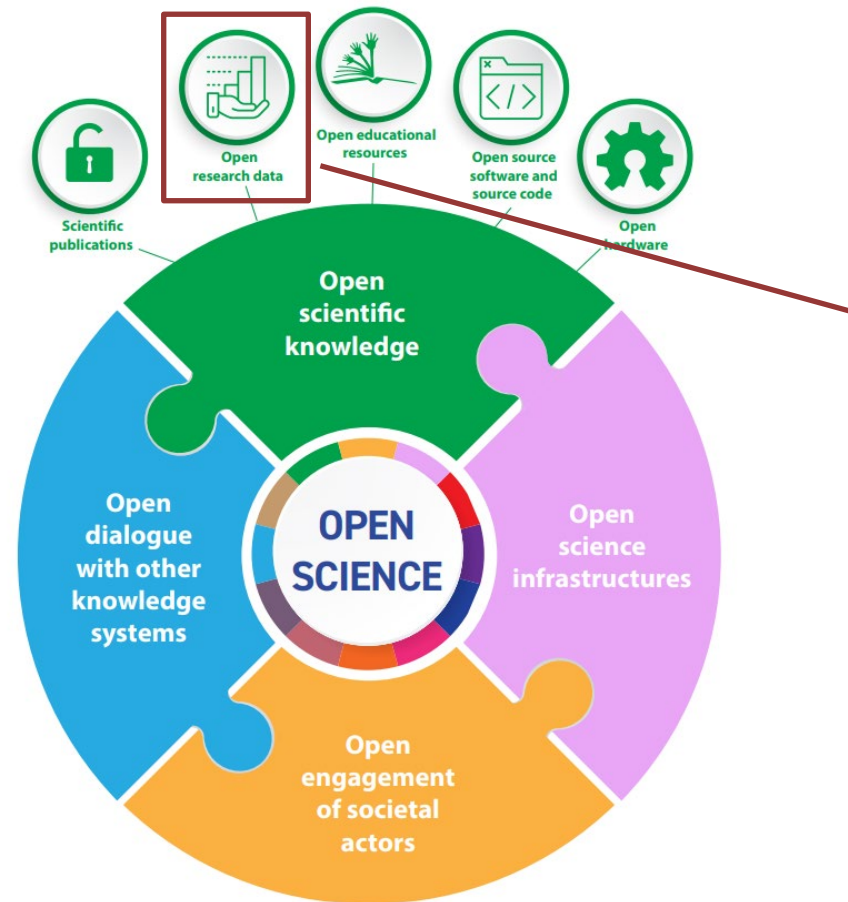 Scientific
publications
Open
research data
Open educational
resources
Open source
software and
source code
Open
hardware
Open
scientific
knowledge
Open
dialogue
with other
knowledge
systems
OPEN
SCIENCE
Open
science
infrastructures
Open
engagement
of societal
actors